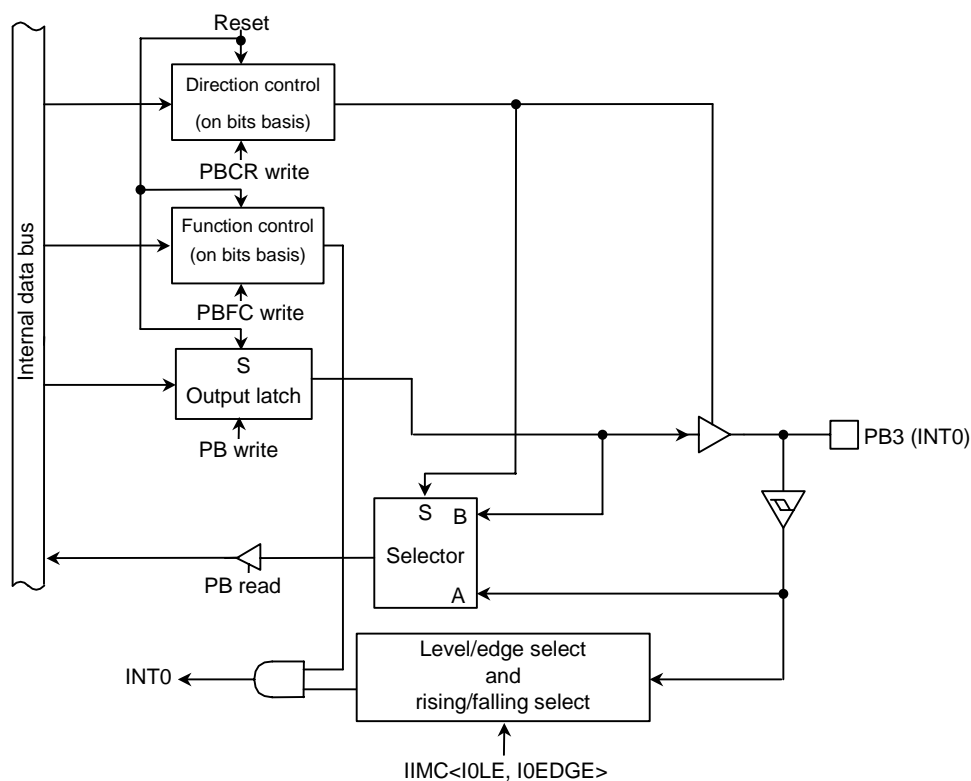 Reset
Direction control
(on bits basis)
PBCR write
Function control
(on bits basis)
PBFC write
Internal data bus
S
Output latch
PB write
PB3 (INT0)
S
B
Selector
A
PB read
Level/edge select
and
rising/falling select
INT0
IIMC<I0LE, I0EDGE>